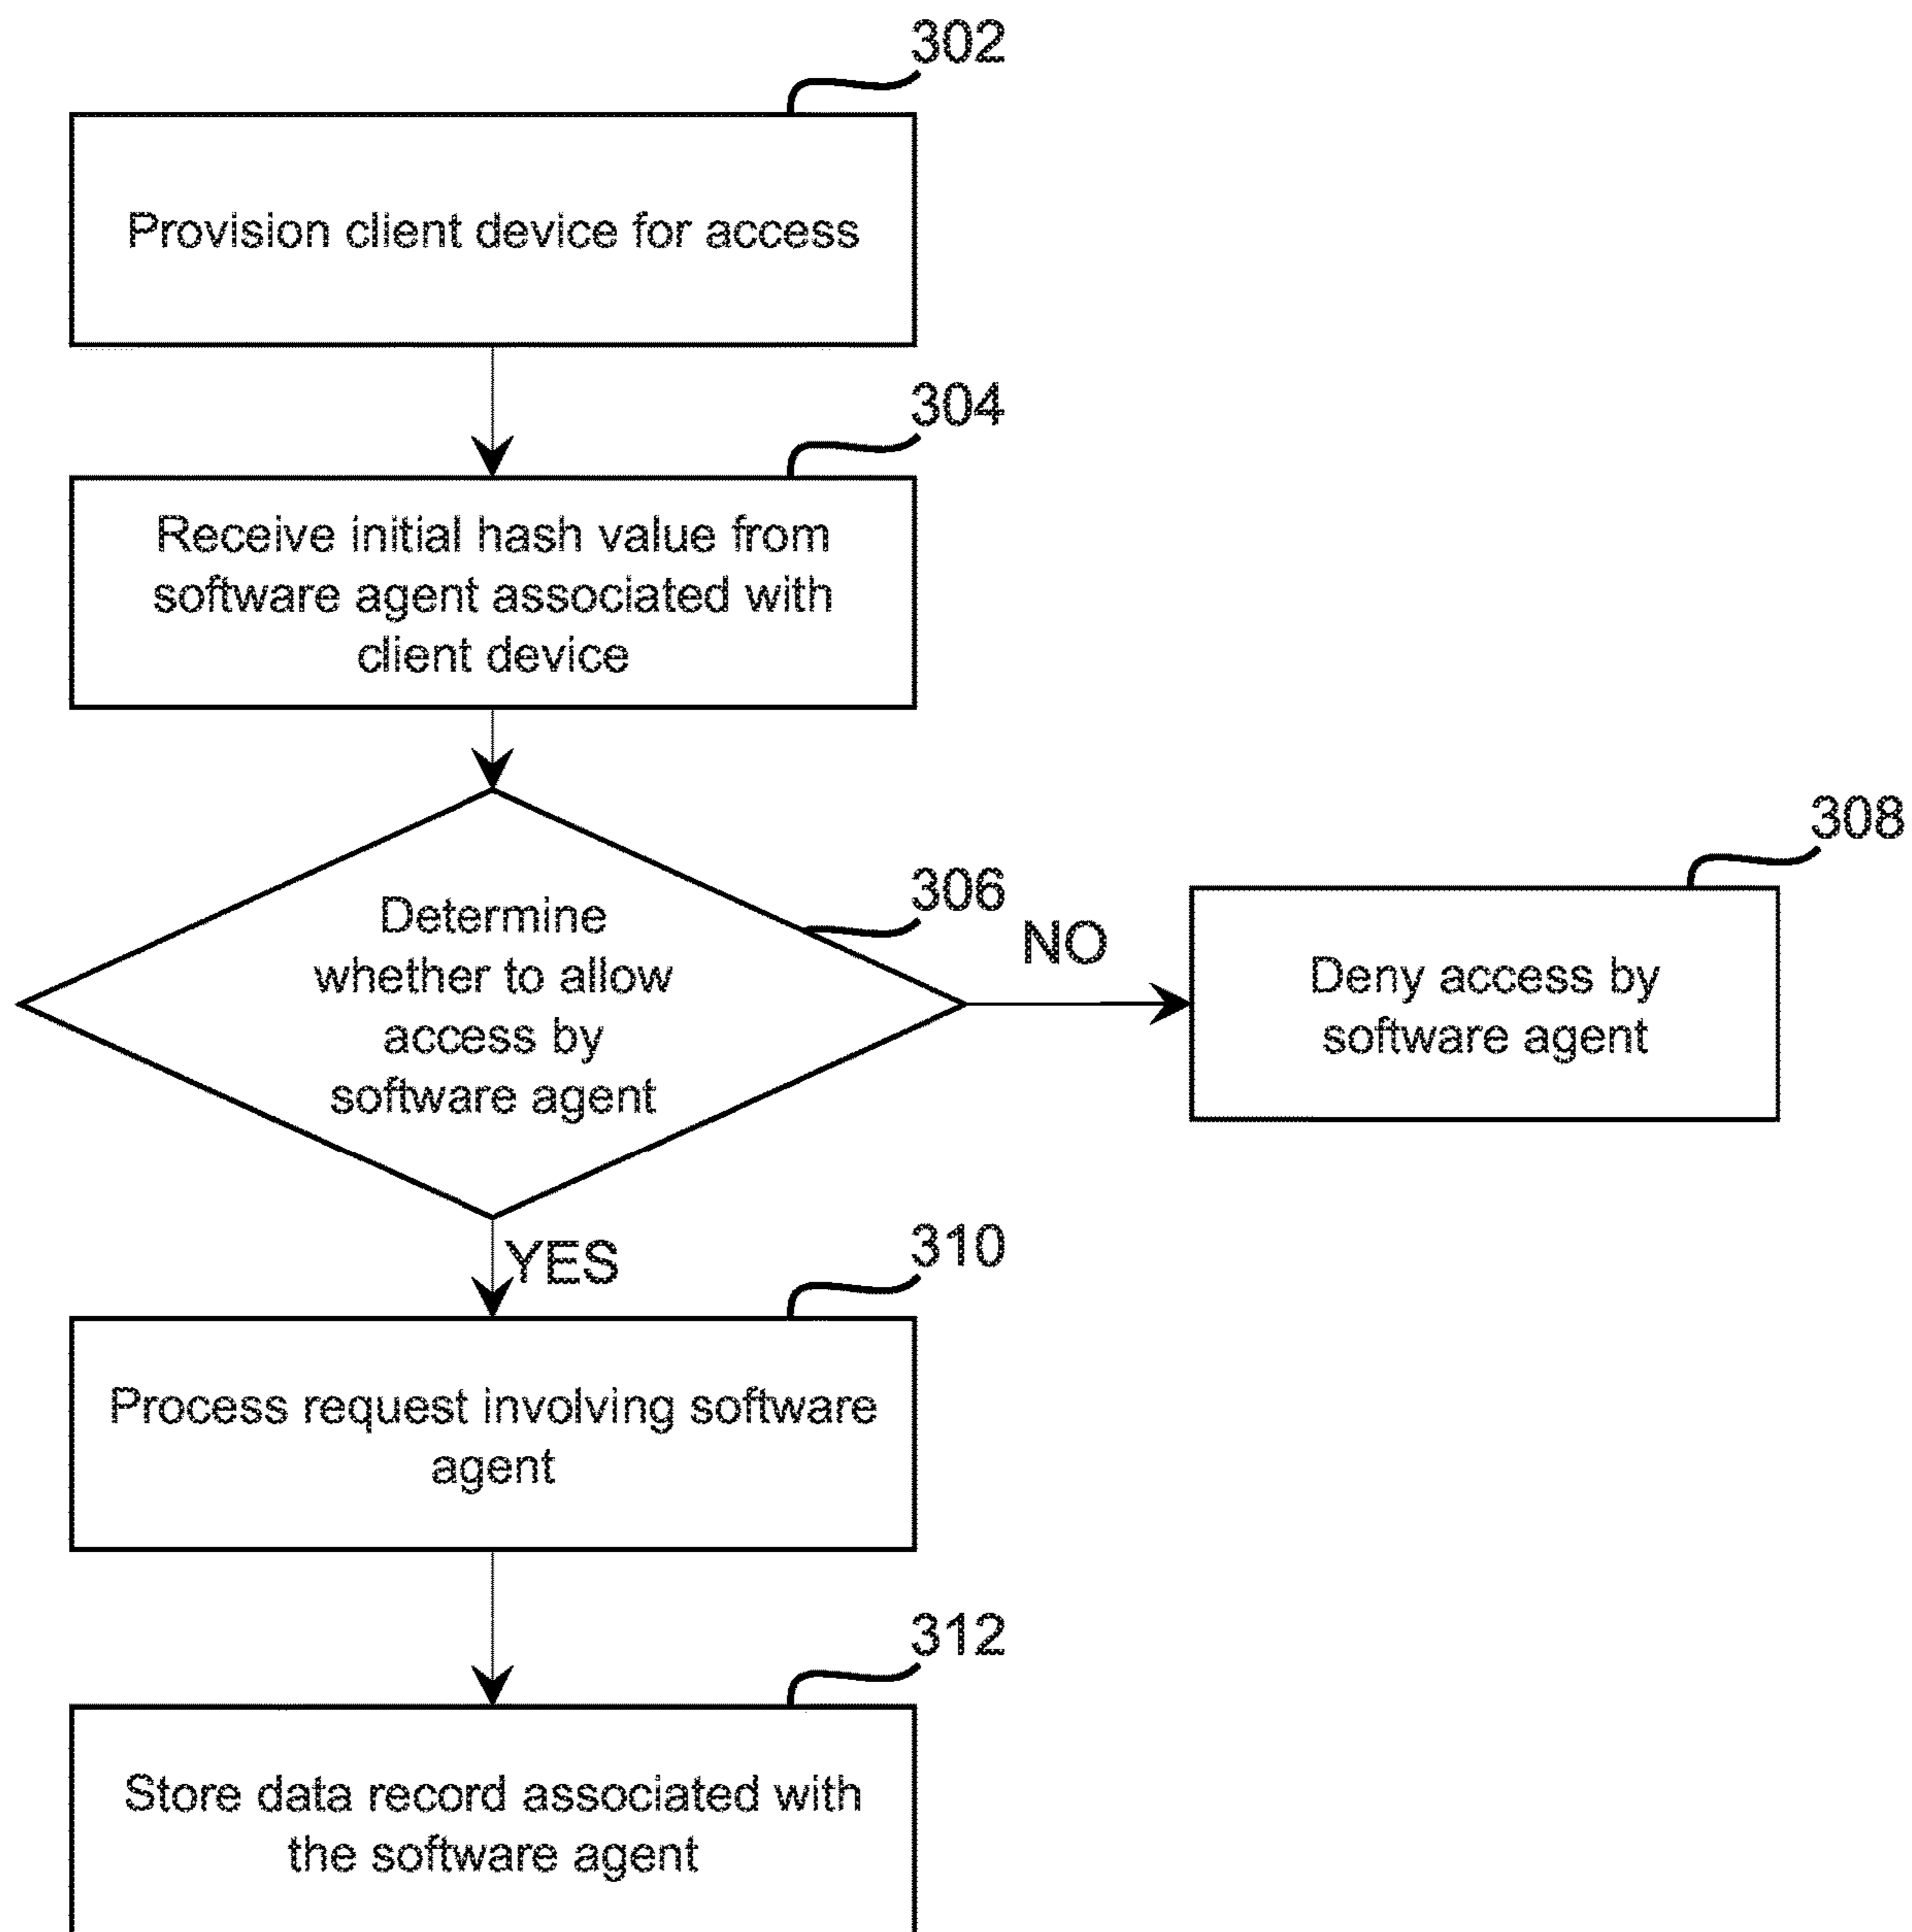 302
Provision client device for access
304
Receive initial hash value from
software agent associated with
client device
306
Determine
whether to allow
access by
software agent
NO
308
Deny access by
software agent
YES
310
Process request involving software
agent
312
Store data record associated with
the software agent